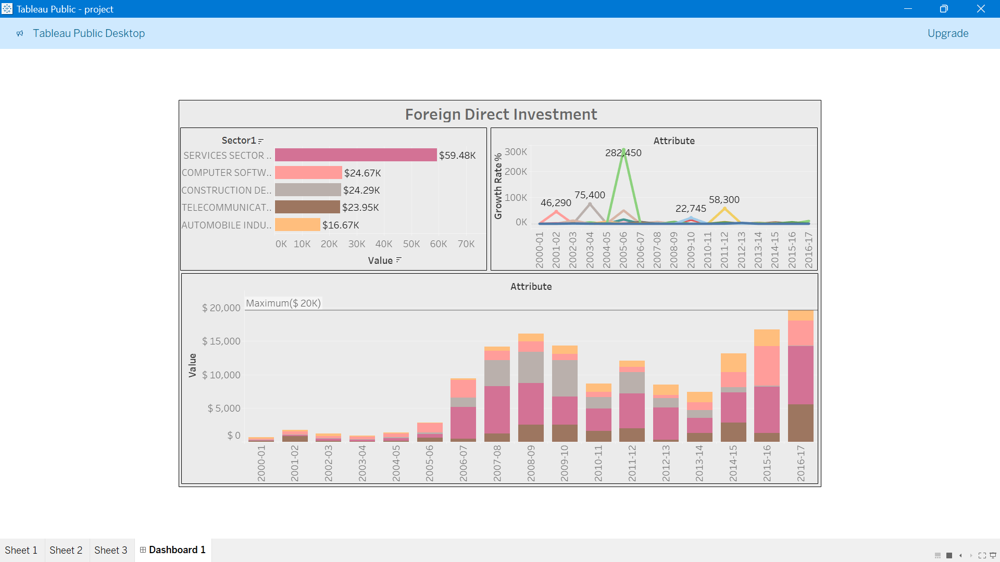 Tableau Public - project
Tableau Public Desktop
Upgrade
Foreign Direct Investment
Sector1
SERVICES SECTOR ..
$59.48K
COMPUTER SOFTW..
$24.67K
CONSTRUCTION DE..
$24.29K
TELECOMMUNICAT..
$23.95K
AUTOMOBILE INDU..
$16.67K
0K 10K 20K 30K 40K 50K 60K 70K
Value
Attribute
Growth Rate %
300K
200K
100K
0K
282,450
46,290
75,400
22,745
58,300
2000-01
2001-02
2002-03
2003-04
2004-05
2005-06
2006-07
2007-08
2008-09
2009-10
2010-11
2011-12
2012-13
2013-14
2014-15
2015-16
2016-17
Attribute
Maximum($ 20K)
Value
$ 20,000
$ 15,000
$ 10,000
$ 5,000
$ 0
2000-01
2001-02
2002-03
2003-04
2004-05
2005-06
2006-07
2007-08
2008-09
2009-10
2010-11
2011-12
2012-13
2013-14
2014-15
2015-16
2016-17
Sheet 1
Sheet 2
Sheet 3
Dashboard 1